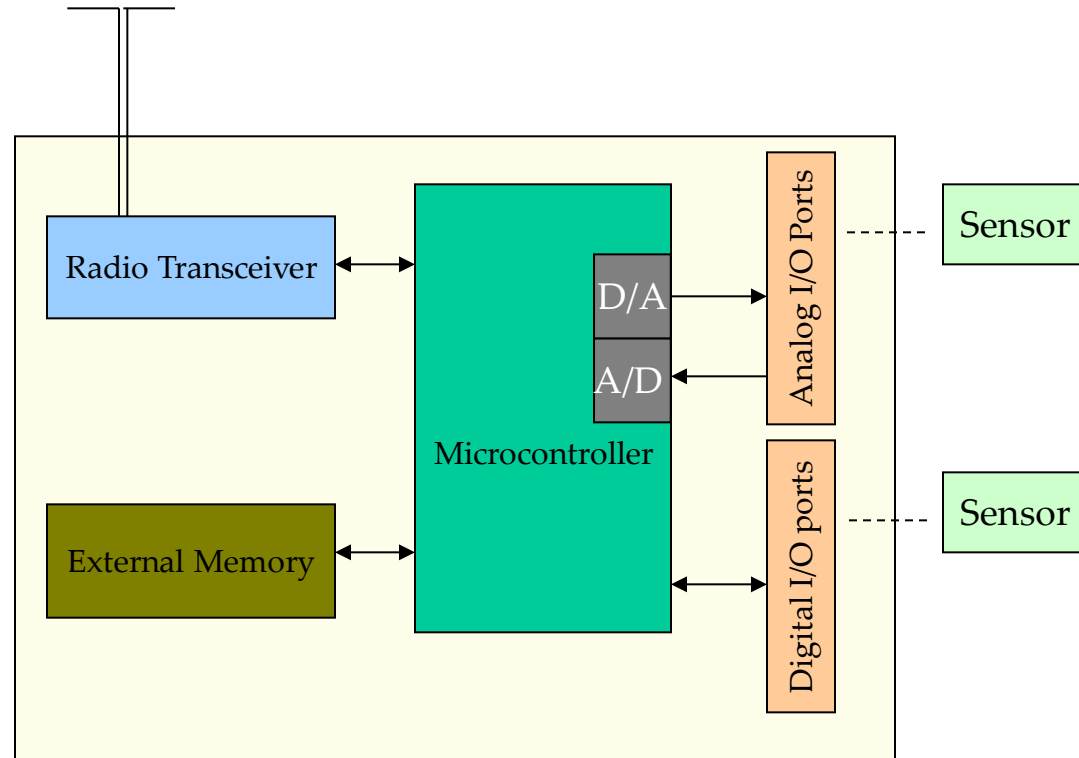 Radio Transceiver
D/A
A/D
Microcontroller
External Memory
Analog I/O Ports
Digital I/O ports
Sensor
Sensor